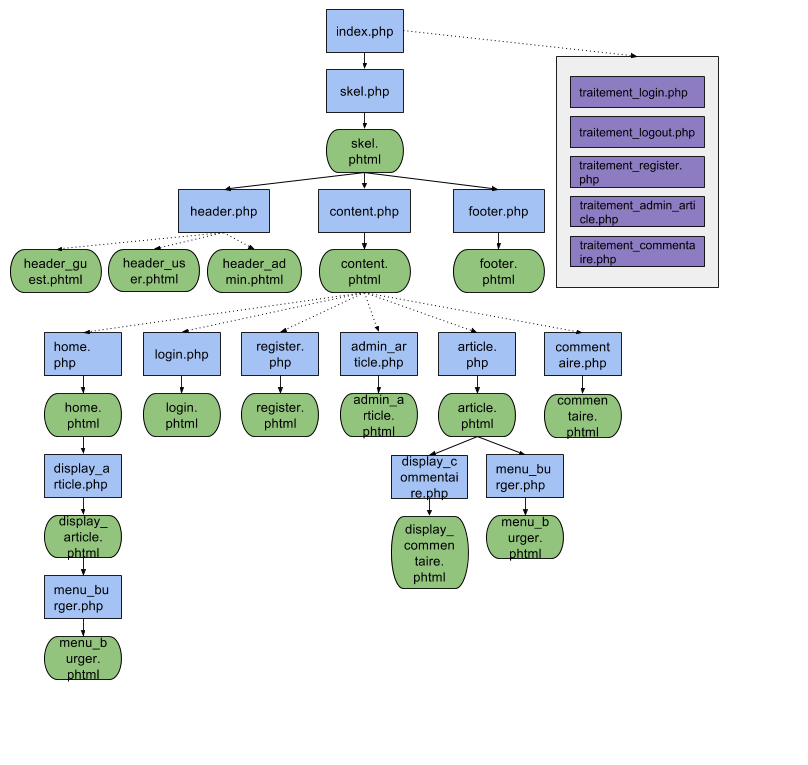 index.php
skel.php
traitement_login.php
traitement_logout.php
traitement_register.
php
traitement_admin_arti
cle.php
traitement_commenta
ire.php
skel.
phtml
header.php
content.php
footer.php
header_gu
est.phtml
header_us
er.phtml
header_ad
min.phtml
content.
phtml
footer.
phtml
home.
php
login.php
register.
php
admin_ar
ticle.php
article.
php
comment
aire.php
home.
phtml
login.
phtml
register.
phtml
admin_a
rticle.
phtml
article.
phtml
commen
taire.
phtml
display_a
rticle.php
display_c
ommentai
re.php
menu_bu
rger.php
display_
article.
phtml
display_
commen
taire.
phtml
menu_b
urger.
phtml
menu_bu
rger.php
menu_b
urger.
phtml